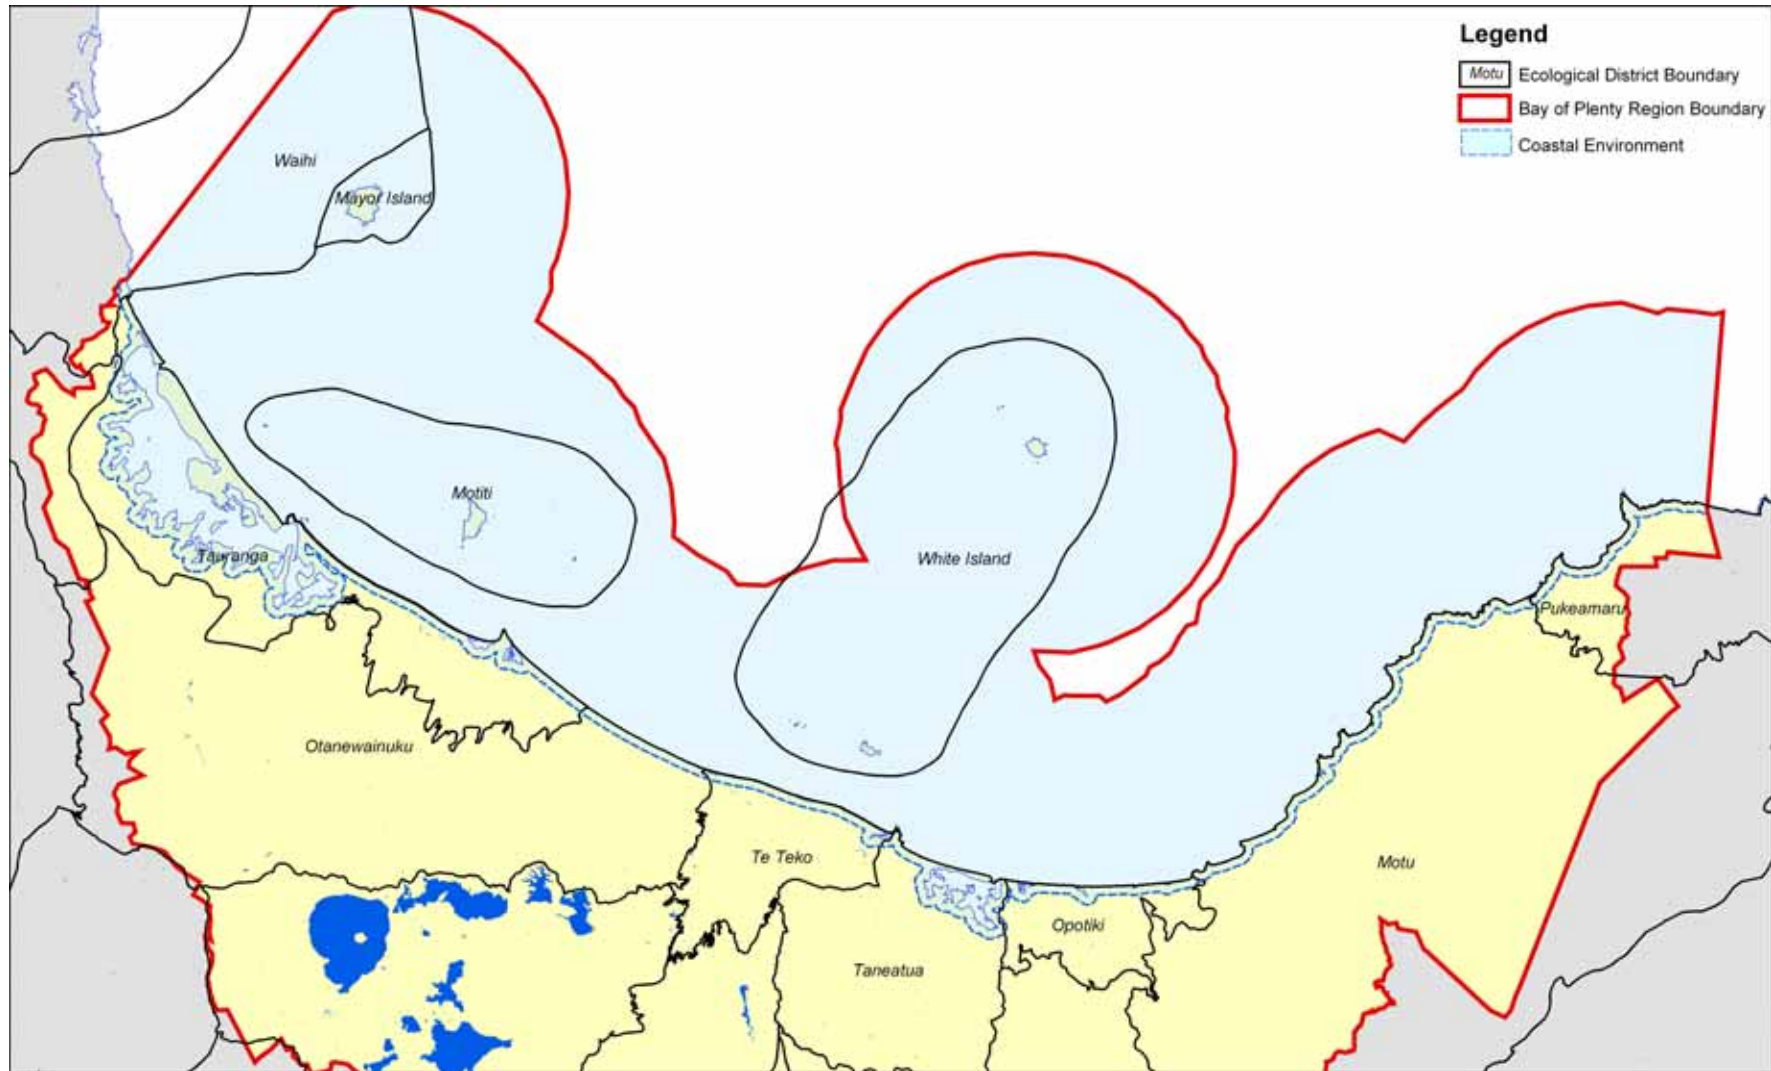 Legend
Motu Ecological District Boundary
Bay of Plenty Region Boundary
Coastal Environment
Waihi
Mayor Island
Motiti
Tauranga
White Island
Pukeamaru
Otanewainuku
Te Teko
Motu
Opotiki
Taneatua